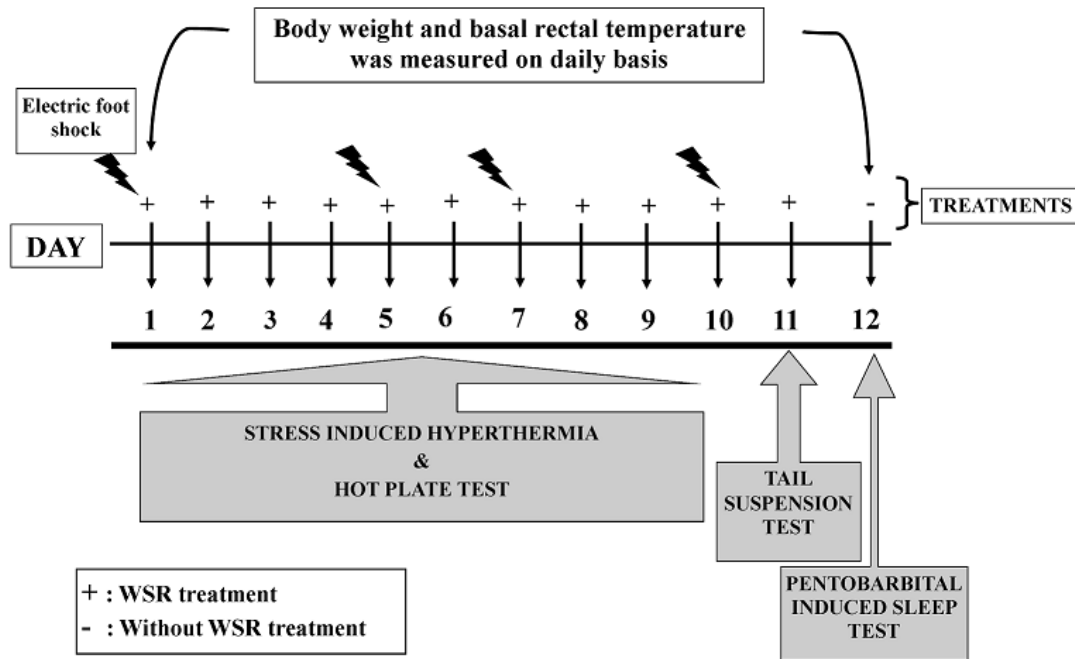 Body weight and basal rectal temperature
was measured on daily basis
Electric foot
shock
+ + + + + + + + + + + -
TREATMENTS
DAY
1 2 3 4 5 6 7 8 9 10 11 12
STRESS INDUCED HYPERTHERMIA
&
HOT PLATE TEST
TAIL
SUSPENSION
TEST
PENTOBARBITAL
INDUCED SLEEP
TEST
+ : WSR treatment
- : Without WSR treatment